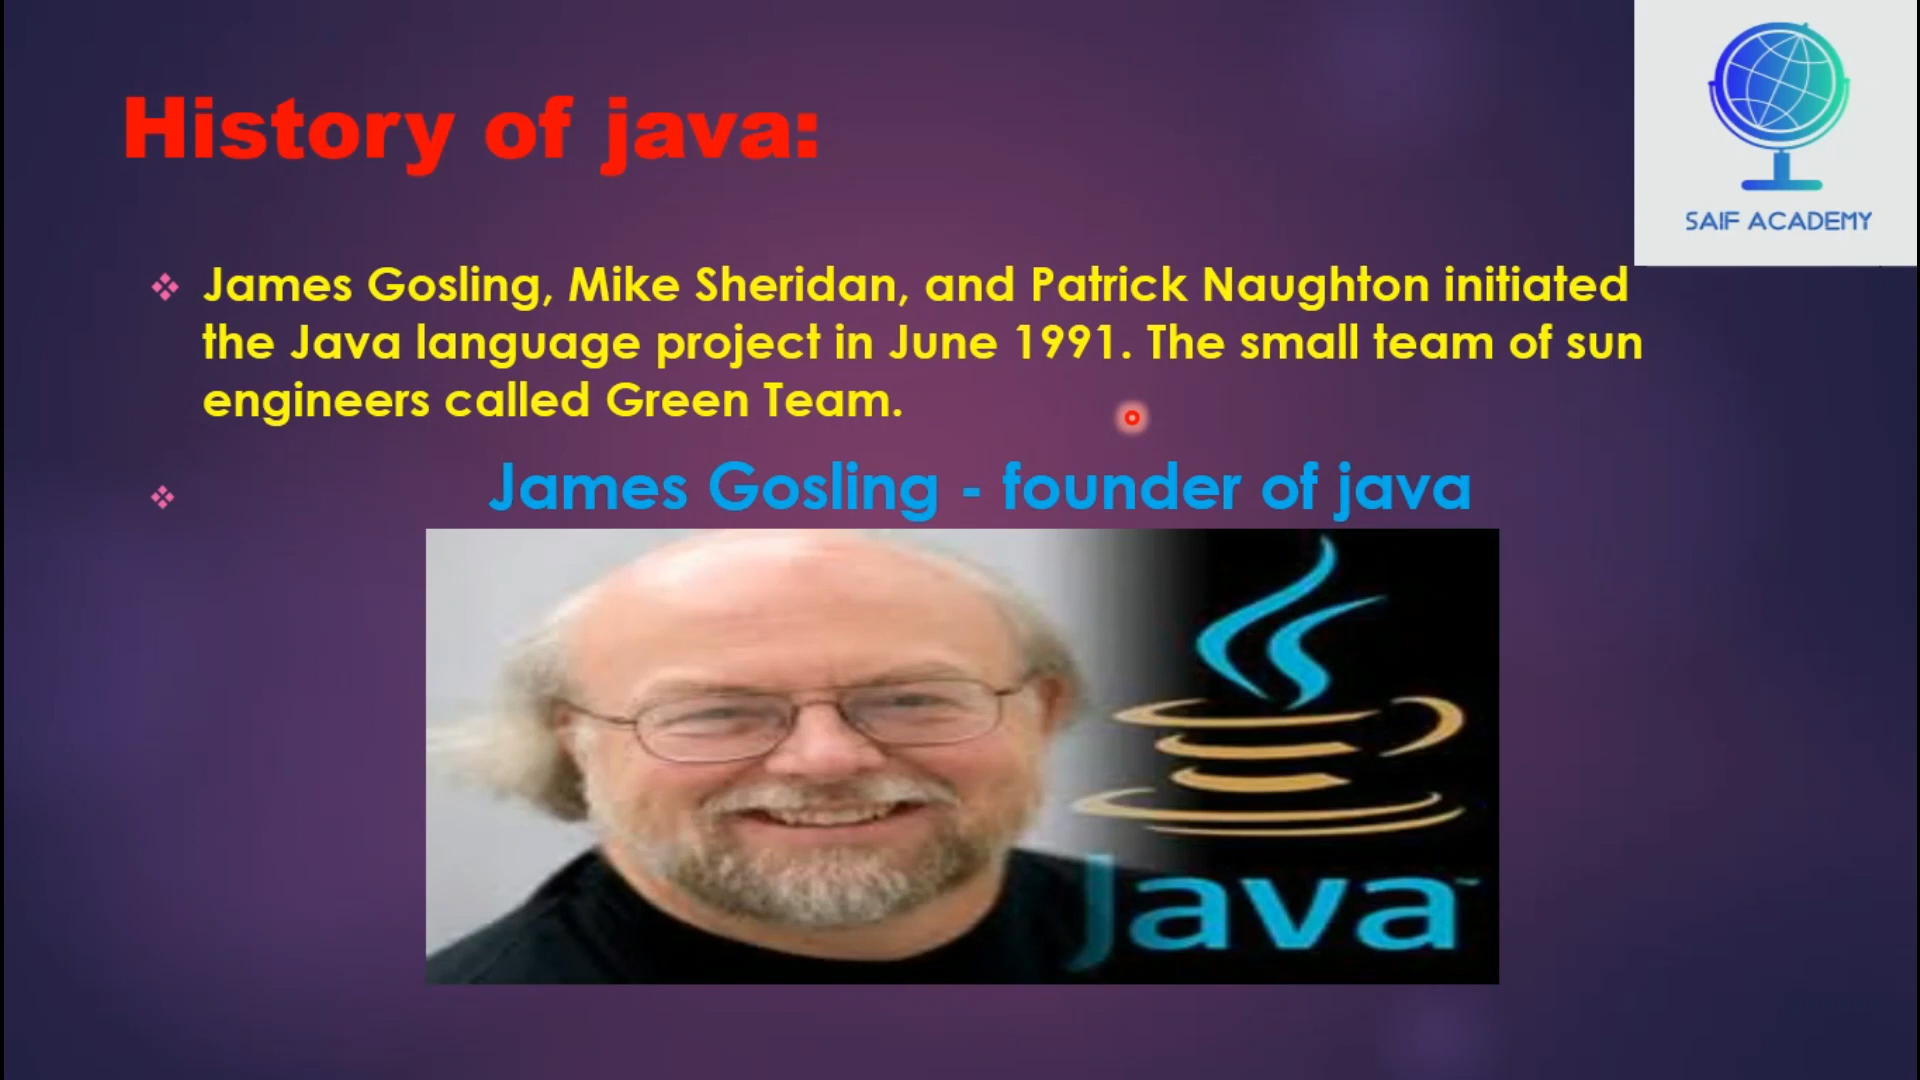 SAIF ACADEMY
History of java:
James Gosling, Mike Sheridan, and Patrick Naughton initiated
the Java language project in June 1991. The small team of sun
engineers called Green Team.
James Gosling - founder of java
Java